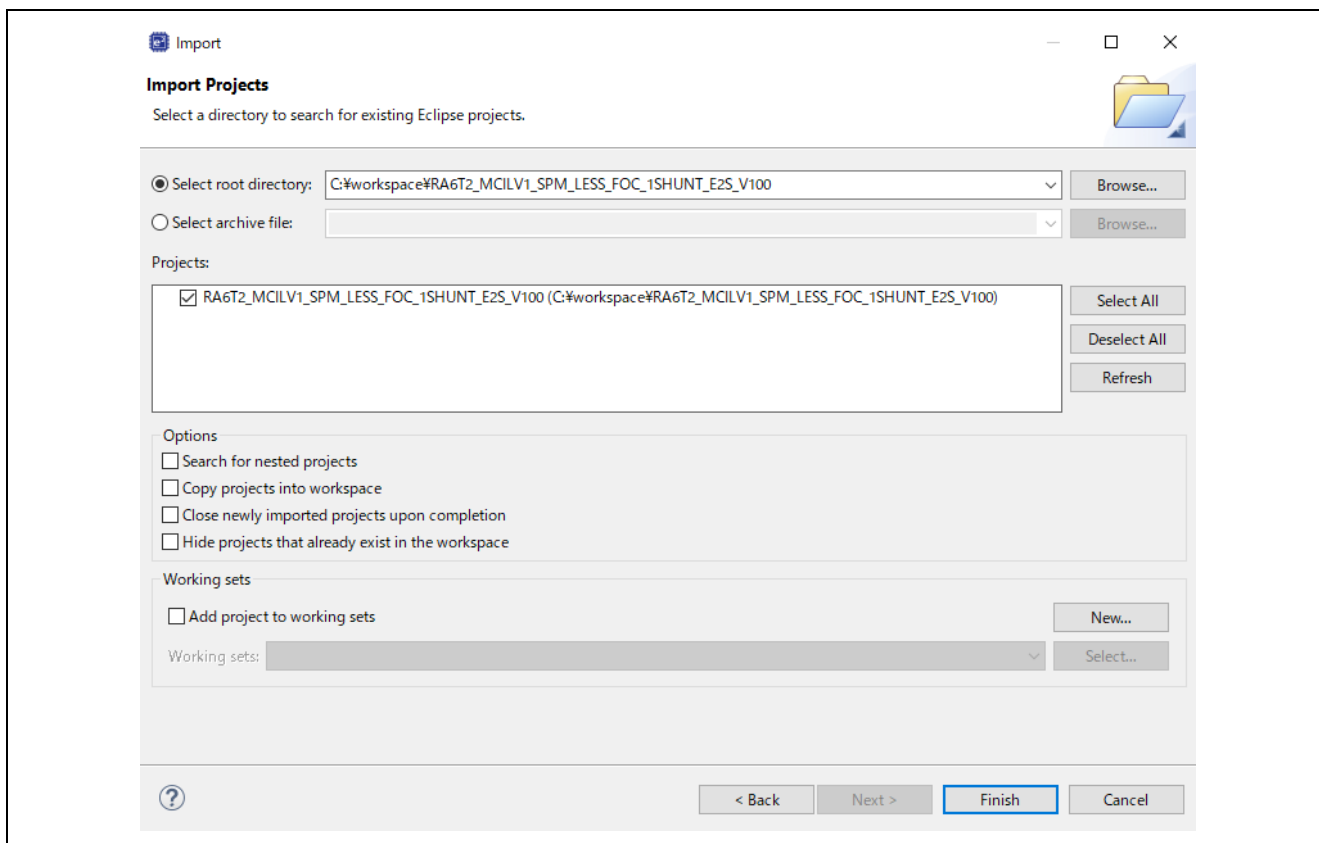 Import
Import Projects
Select a directory to search for existing Eclipse projects.
Select root directory: C:¥workspace¥RA6T2_MCILV1_SPM_LESS_FOC_1SHUNT_E2S_V100 Browse...
Select archive file: Browse...
Projects:
RA6T2_MCILV1_SPM_LESS_FOC_1SHUNT_E2S_V100 (C:¥workspace¥RA6T2_MCILV1_SPM_LESS_FOC_1SHUNT_E2S_V100) Select All
Deselect All
Refresh
Options
Search for nested projects
Copy projects into workspace
Close newly imported projects upon completion
Hide projects that already exist in the workspace
Working sets
Add project to working sets New...
Working sets: Select...
? < Back Next > Finish Cancel